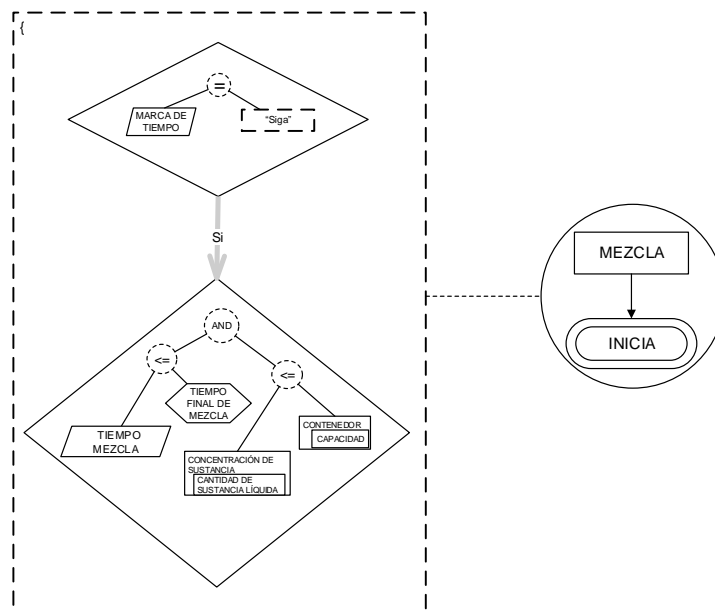 {
=
MARCA DE
TIEMPO
“Siga”
Si
AND
<=
<=
TIEMPO
FINAL DE
MEZCLA
TIEMPO
MEZCLA
CONTENEDOR
CAPACIDAD
CONCENTRACIÓN DE
SUSTANCIA
CANTIDAD DE
SUSTANCIA LÍQUIDA
MEZCLA
INICIA